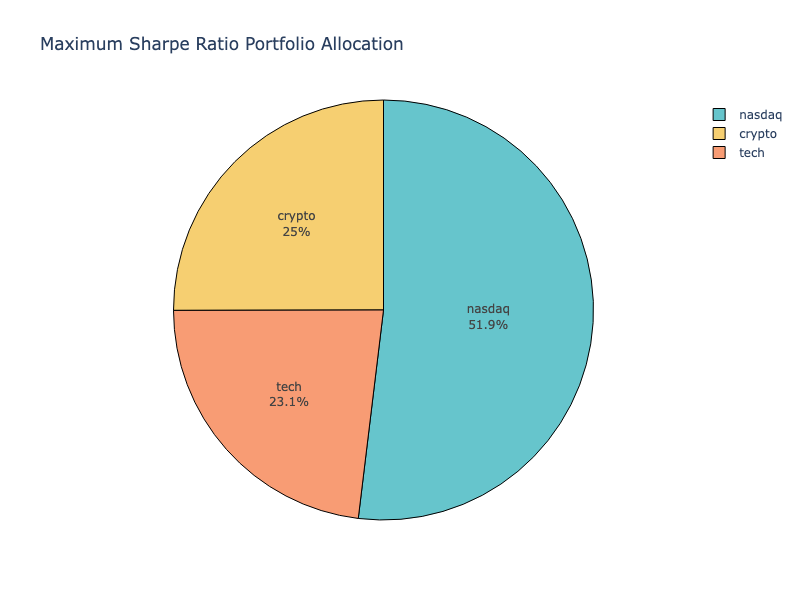 Maximum Sharpe Ratio Portfolio Allocation
nasdaq
crypto
tech
crypto
25%
nasdaq
51.9%
tech
23.1%